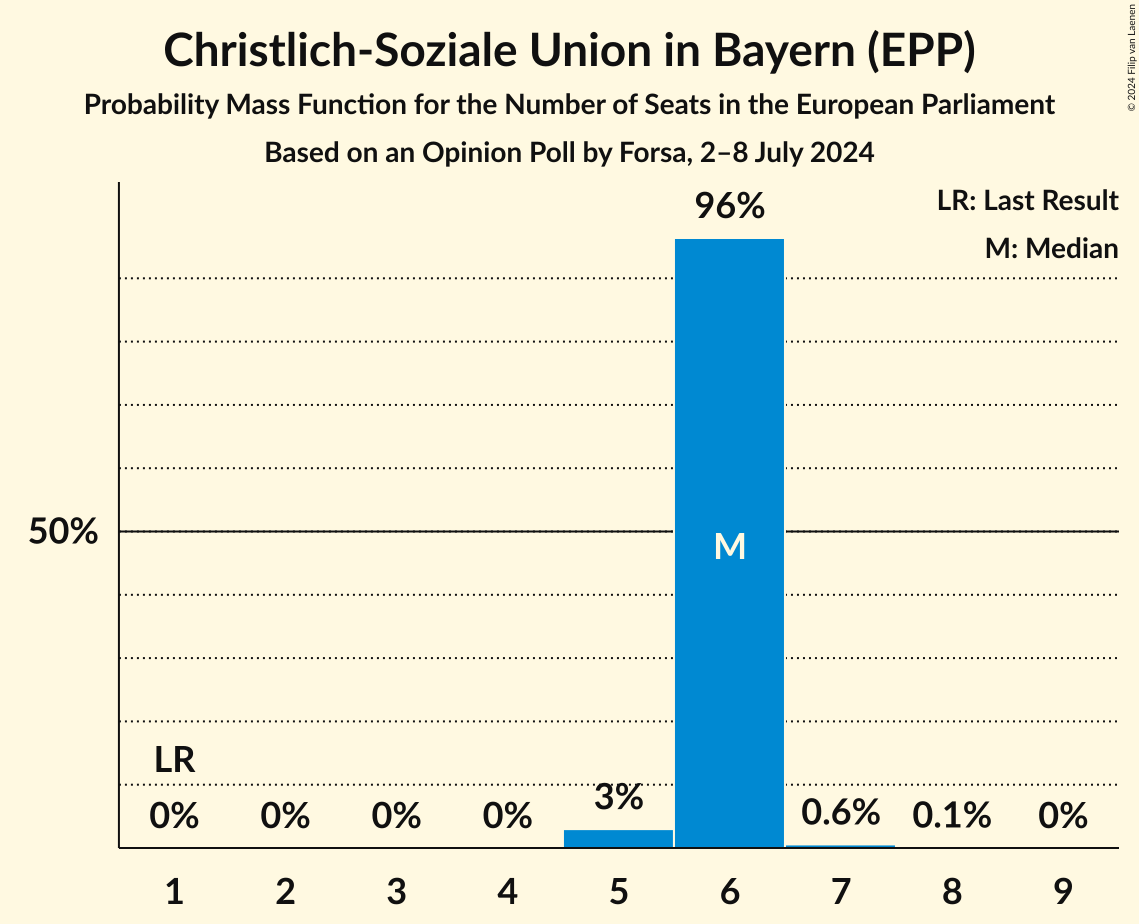 Christlich-Soziale Union in Bayern (EPP)
Probability Mass Function for the Number of Seats in the European Parliament
Based on an Opinion Poll by Forsa, 2–8 July 2024
© 2024 Filip van Laenen
LR: Last Result
M: Median
96%
50%
M
LR
0%
0%
0%
0%
3%
0.6%
0.1%
0%
1 2 3 4 5 6 7 8 9